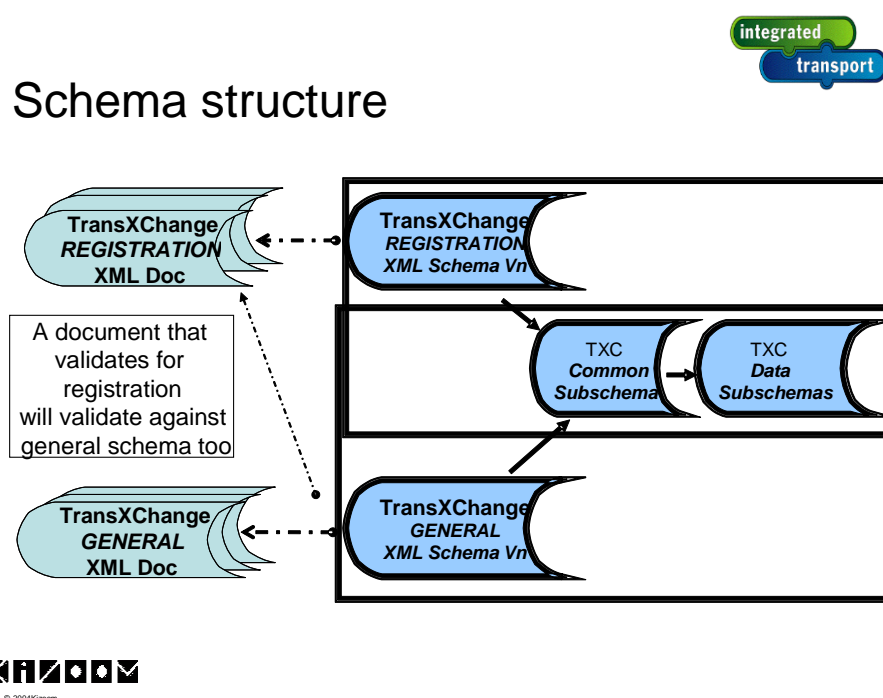 integrated
transport
Schema structure
TransXChange
REGISTRATION
XML Doc
TransXChange
REGISTRATION
XML Schema Vn
A document that
validates for
registration
will validate against
general schema too
TXC
Common
Subschema
TXC
Data
Subschemas
TransXChange
GENERAL
XML Doc
TransXChange
GENERAL
XML Schema Vn
KIZOOM
© 2004Kizoom